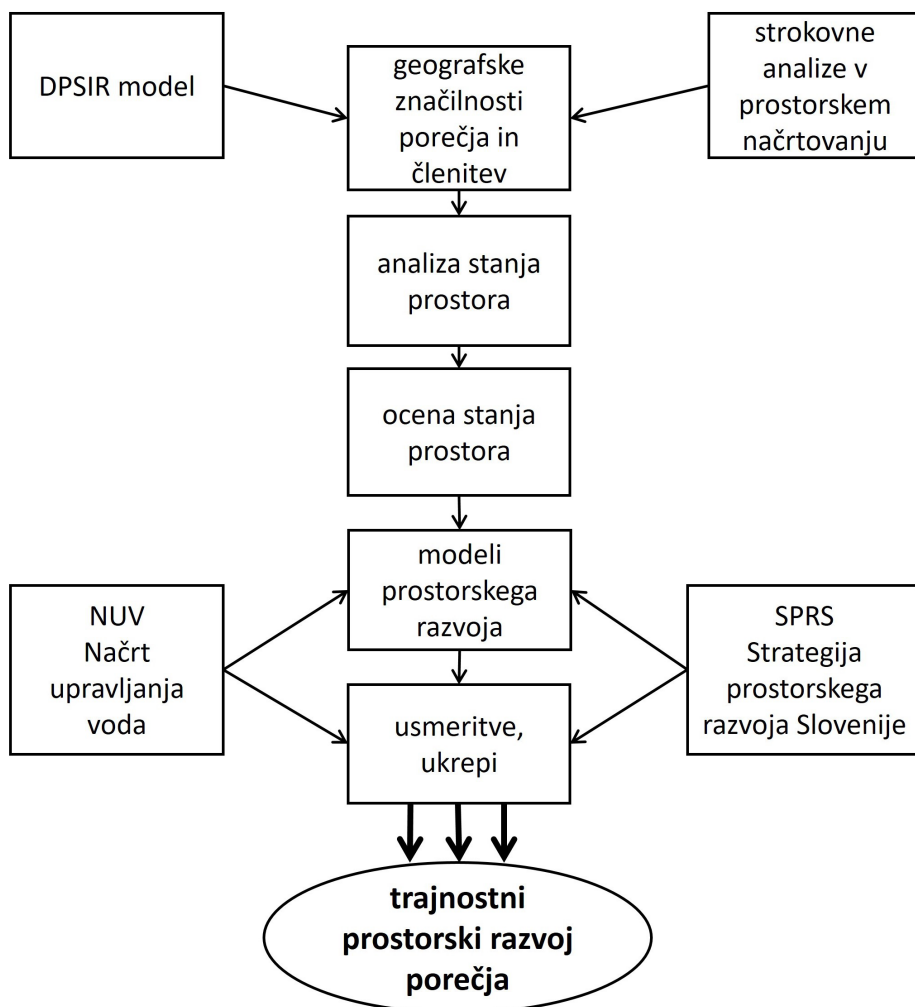 DPSIR model
geografske
značilnosti
porečja in
členitev
strokovne
analize v
prostorskem
načrtovanju
analiza stanja
prostora
ocena stanja
prostora
modeli
prostorskega
razvoja
NUV
Načrt
upravljanja
voda
SPRS
Strategija
prostorskega
razvoja Slovenije
usmeritve,
ukrepi
trajnostni
prostorski razvoj
porečja